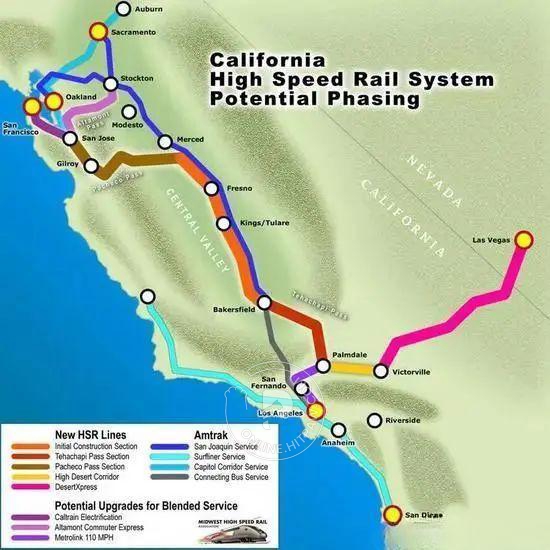 California
High Speed Rail System
Potential Phasing
Auburn
Sacramento
Stockton
Oakland
San
Francisco
Altamont
Pass
Modesto
San Jose
Merced
Gilroy
Pacheco Pass
Fresno
NEVADA
CALIFORNIA
Kings/Tulare
CENTRAL VALLEY
Las Vegas
Bakersfield
Tehachapi Pass
Palmdale
Victorville
San
Fernando
Los Angeles
Riverside
Anaheim
San Diego
New HSR Lines
Initial Construction Section
Tehachapi Pass Section
Pacheco Pass Section
High Desert Corridor
DesertXpress
Amtrak
San Joaquin Service
Surfliner Service
Capitol Corridor Service
Connecting Bus Service
Potential Upgrades for Blended Service
Caltrain Electrification
Altamont Commuter Express
Metrolink 110 MPH
MIDWEST HIGH SPEED RAIL
ASSOCIATION